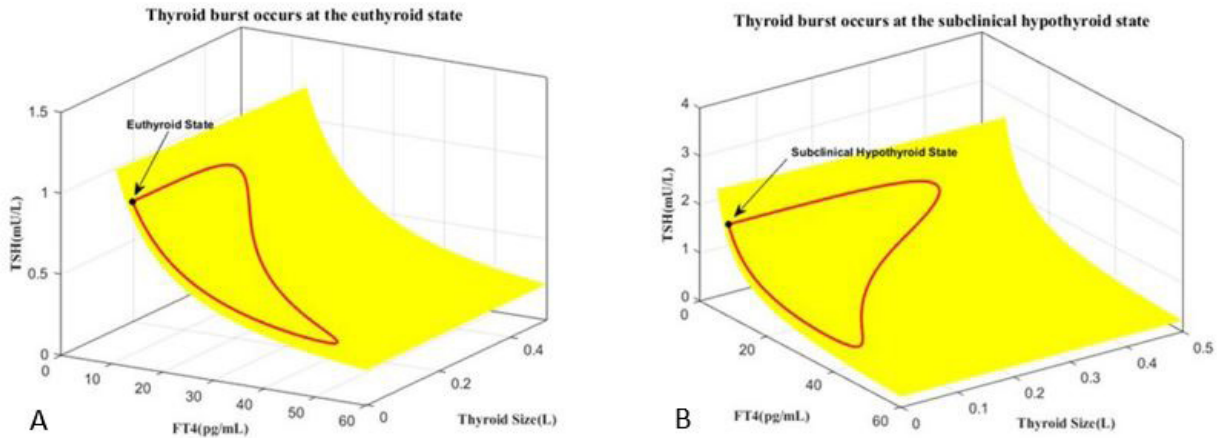 Thyroid burst occurs at the euthyroid state
1.5
1
0.5
0
TSH(mU/L)
Euthyroid State
0
10
20
30
40
50
60
FT4(pg/mL)
0
0.2
0.4
Thyroid Size(L)
A
Thyroid burst occurs at the subclinical hypothyroid state
4
3
2
1
0
TSH(mU/L)
Subclinical Hypothyroid State
0
20
40
60
FT4(pg/mL)
0
0.1
0.2
0.3
0.4
0.5
Thyroid Size(L)
B